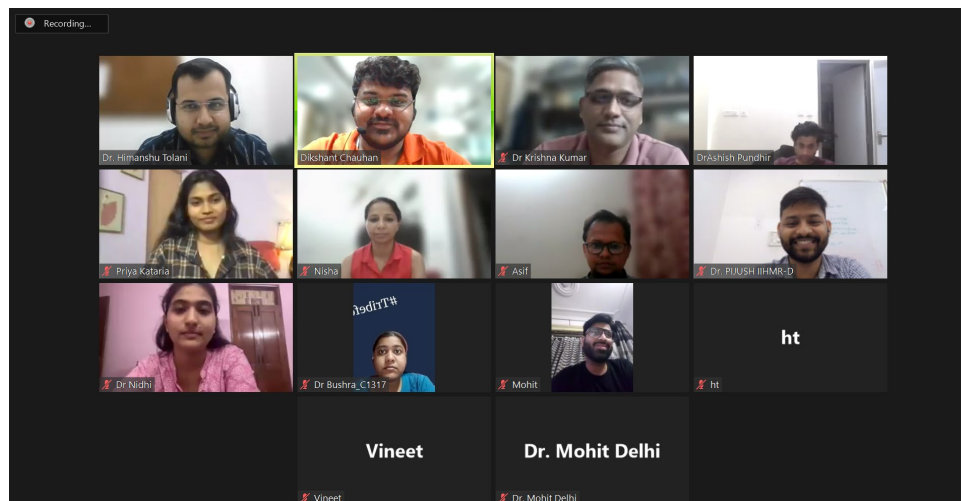 Recording...
Dr. Himanshu Tolani
Dikshant Chauhan
Dr Krishna Kumar
DrAshish Pundhir
Priya Kataria
Nisha
Asif
Dr. PIJUSH IIHMR-D
Dr Nidhi
#Tribefo
Dr Bushra_C1317
Mohit
ht
ht
Vineet
Dr. Mohit Delhi
Vineet
Dr. Mohit Delhi